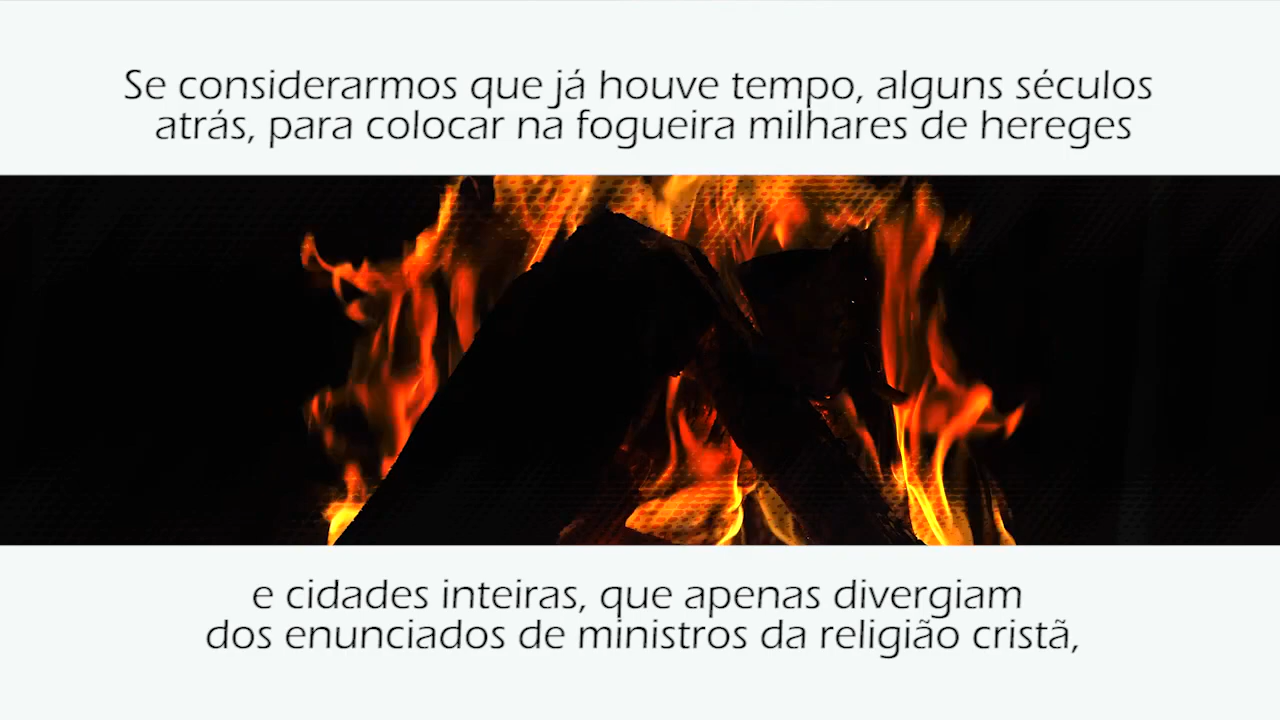 Se considerarmos que já houve tempo, alguns séculos
atrás, para colocar na fogueira milhares de hereges
e cidades inteiras, que apenas divergiam
dos enunciados de ministros da religião cristã,